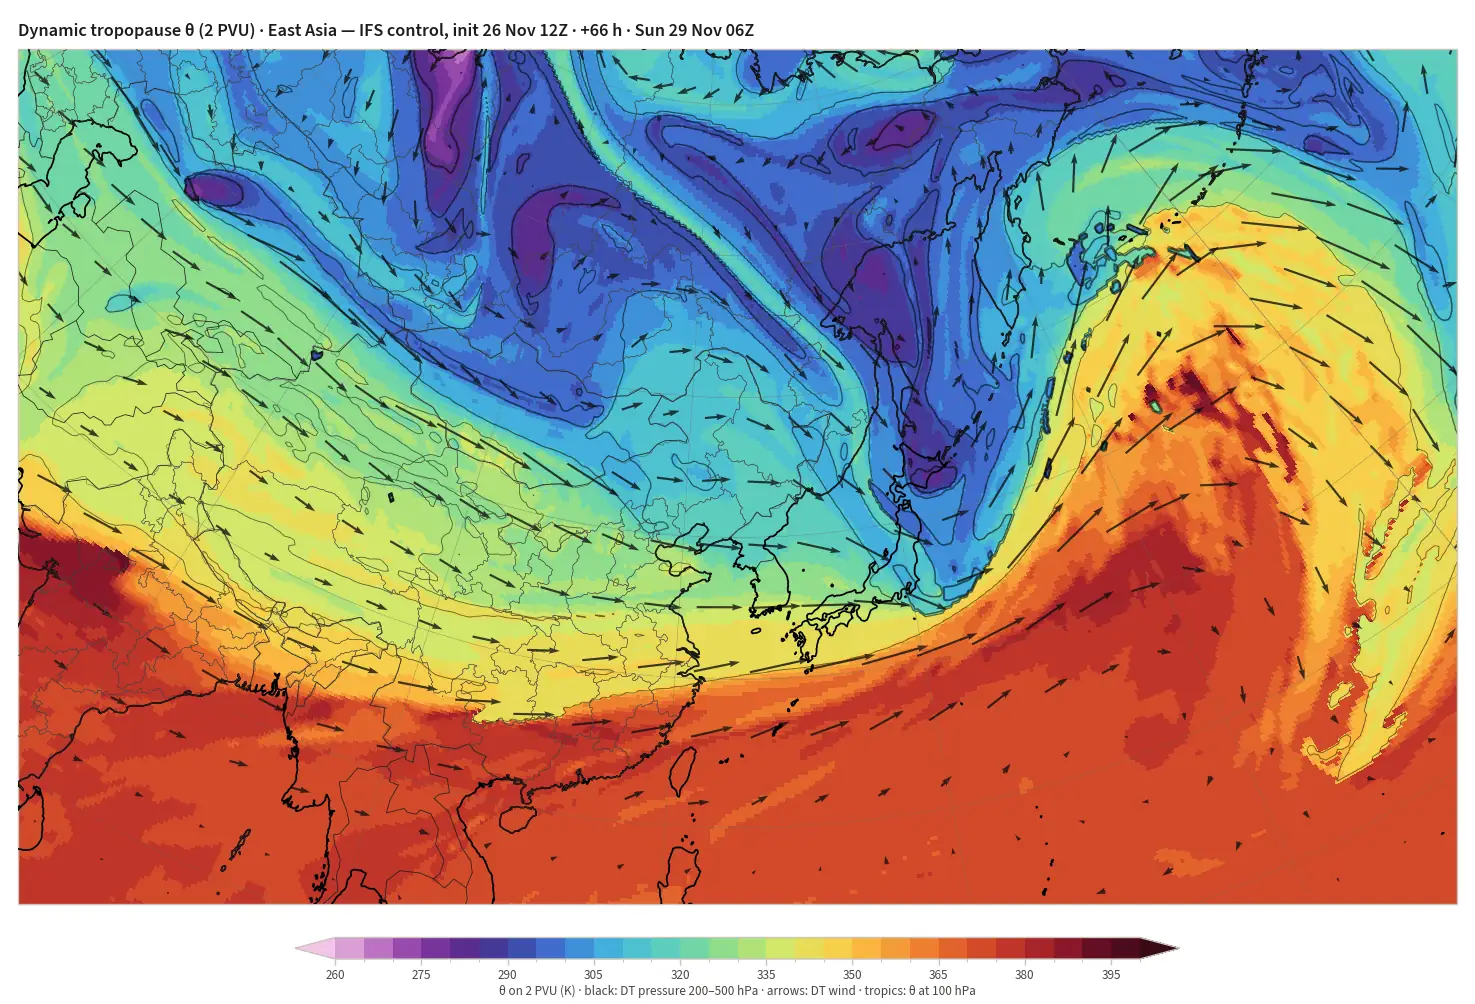 Dynamic tropopause θ (2 PVU) · East Asia — IFS control, init 26 Nov 12Z · +66 h · Sun 29 Nov 06Z
260 275 290 305 320 335 350 365 380 395
θ on 2 PVU (K) · black: DT pressure 200–500 hPa · arrows: DT wind · tropics: θ at 100 hPa